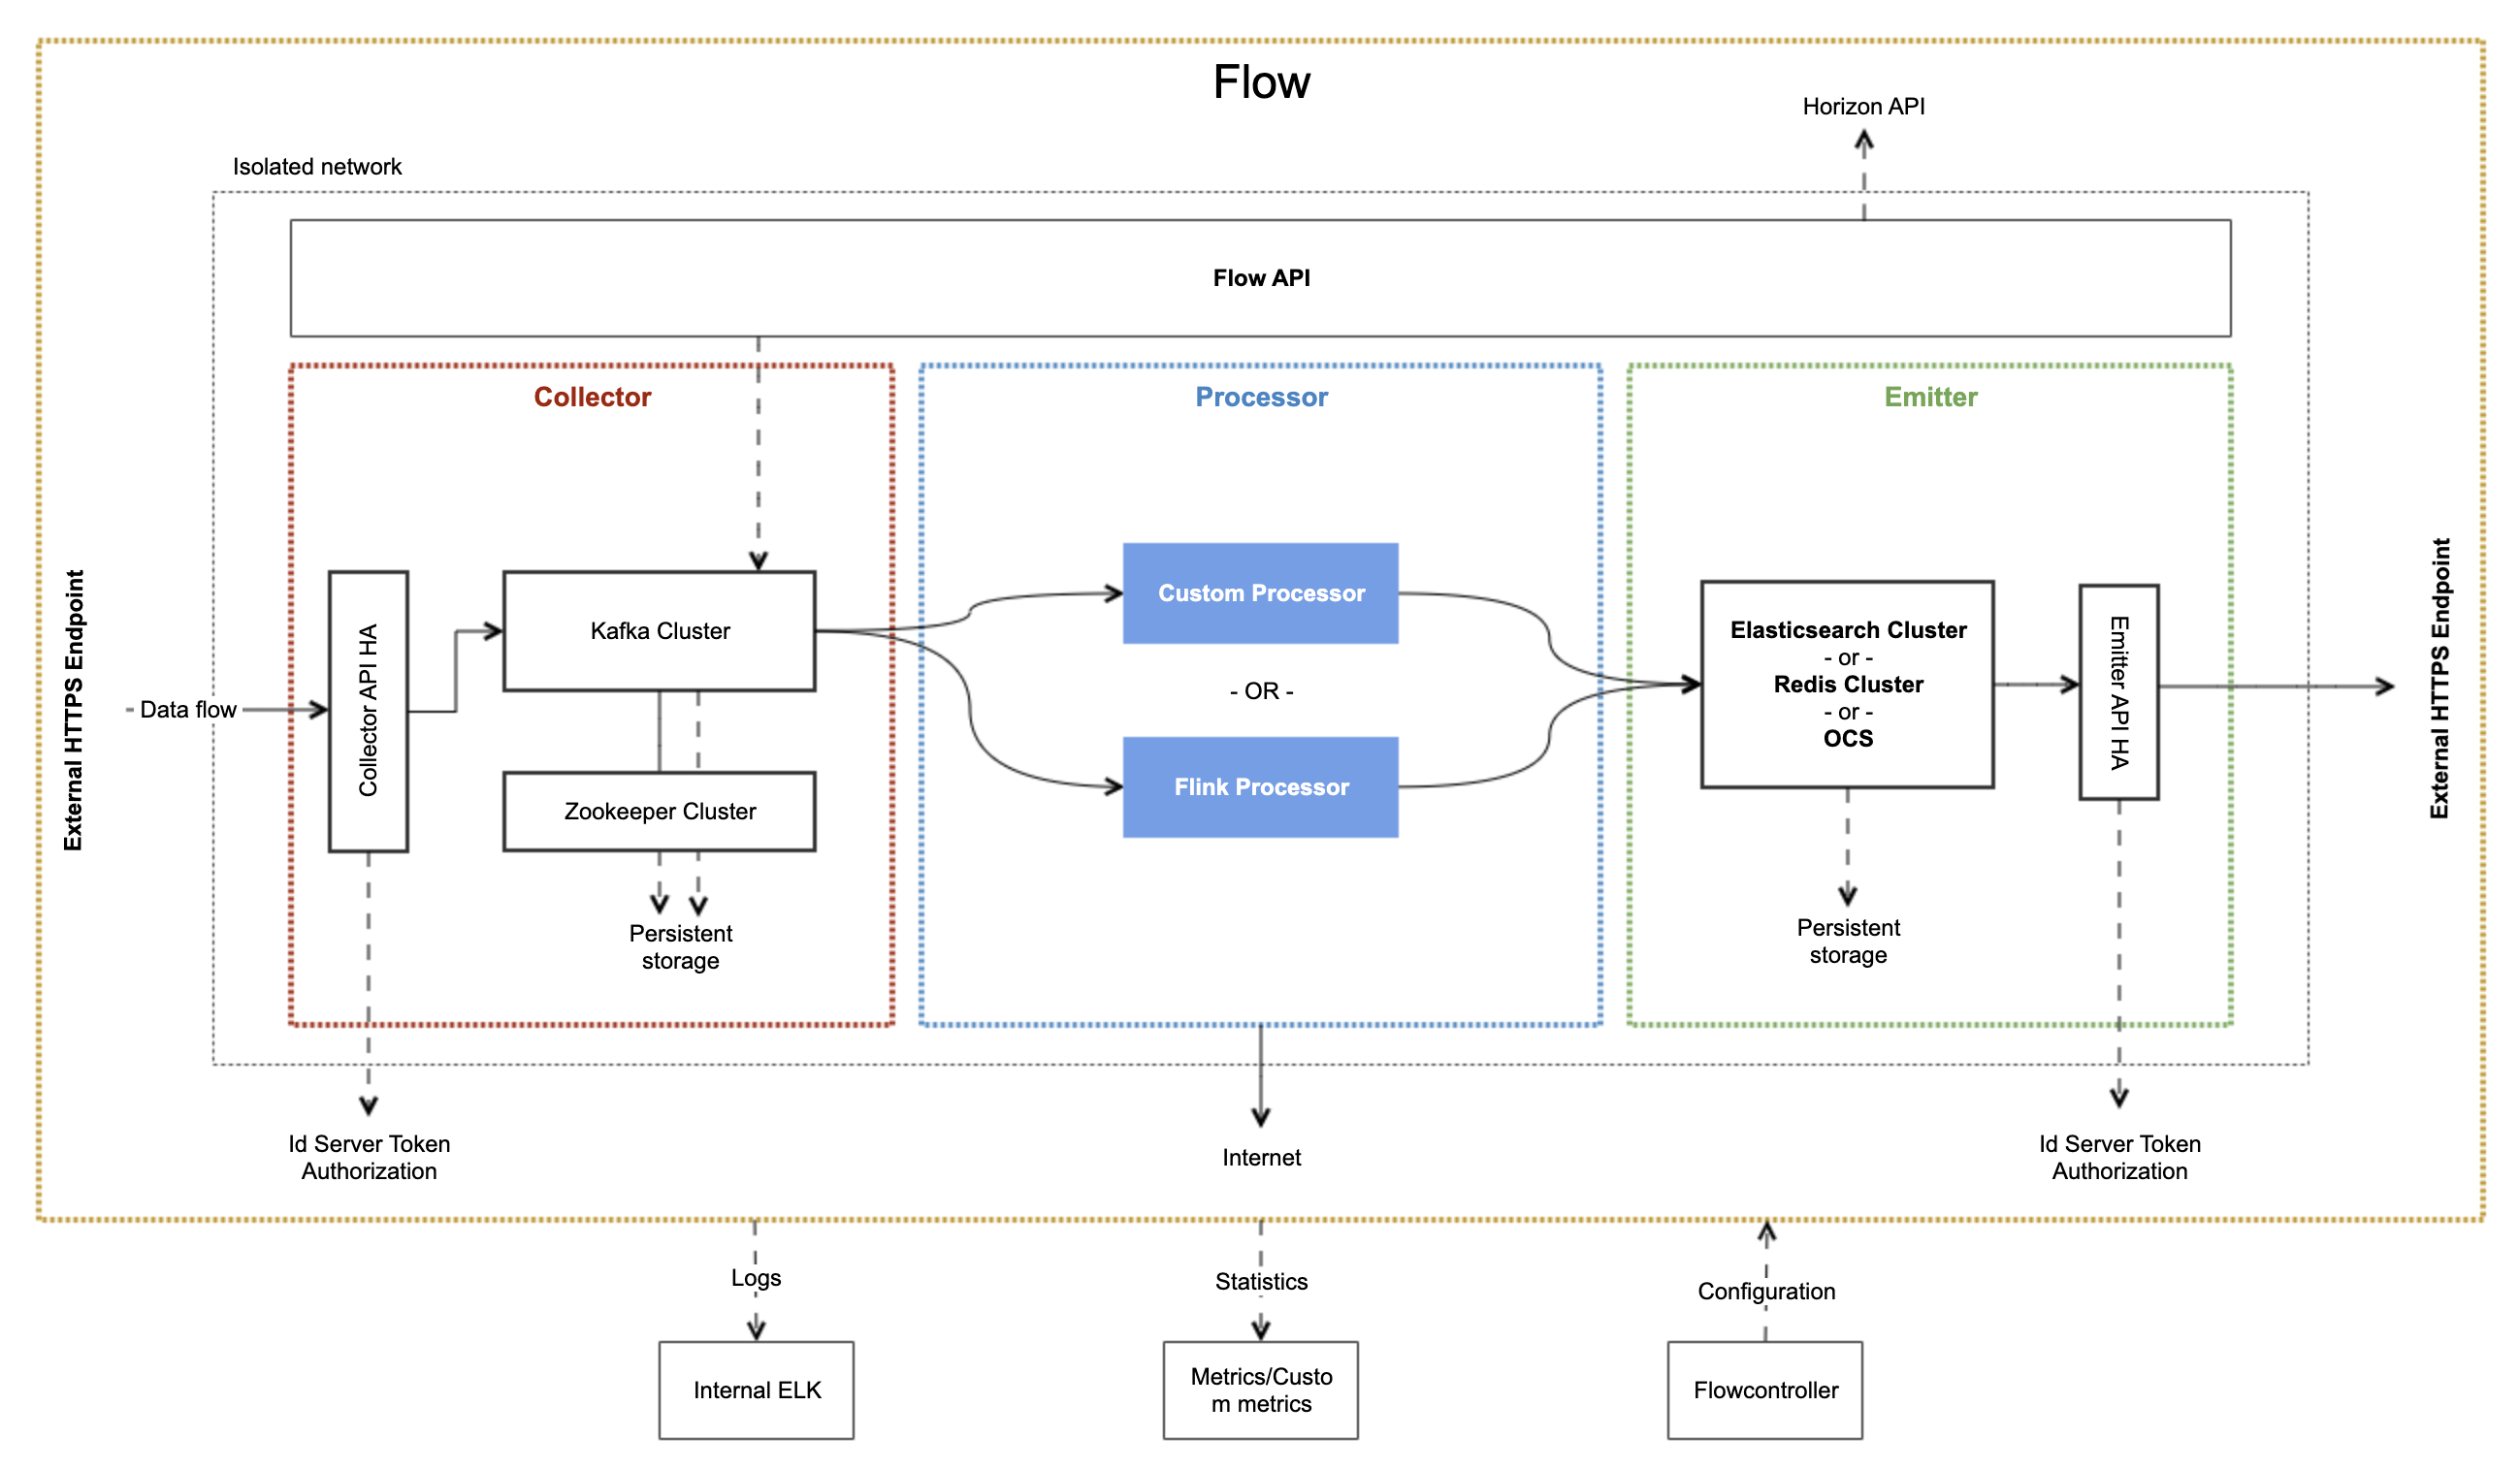 Flow
Horizon API
Isolated network
Flow API
Collector
Processor
Emitter
External HTTPS Endpoint
Data flow
Collector API HA
Kafka Cluster
Zookeeper Cluster
Persistent
storage
Custom Processor
- OR -
Flink Processor
Elasticsearch Cluster
- or -
Redis Cluster
- or -
OCS
Emitter API HA
Persistent
storage
External HTTPS Endpoint
Id Server Token
Authorization
Internet
Id Server Token
Authorization
Logs
Statistics
Configuration
Internal ELK
Metrics/Custo
m metrics
Flowcontroller